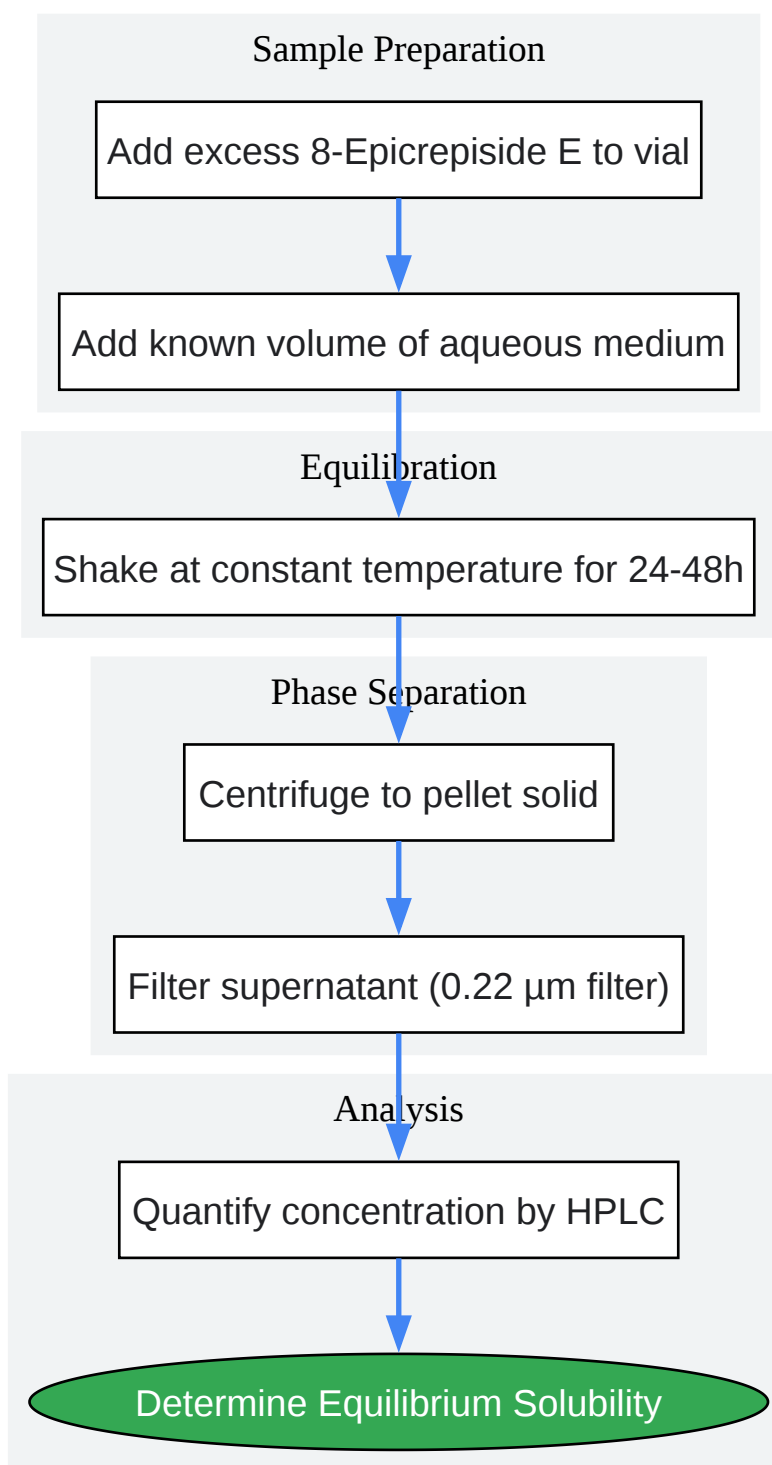 Sample Preparation
Add excess 8-Epicrepiside E to vial
Add known volume of aqueous medium
Equilibration
Shake at constant temperature for 24-48h
Phase Separation
Centrifuge to pellet solid
Filter supernatant (0.22 µm filter)
Analysis
Quantify concentration by HPLC
Determine Equilibrium Solubility